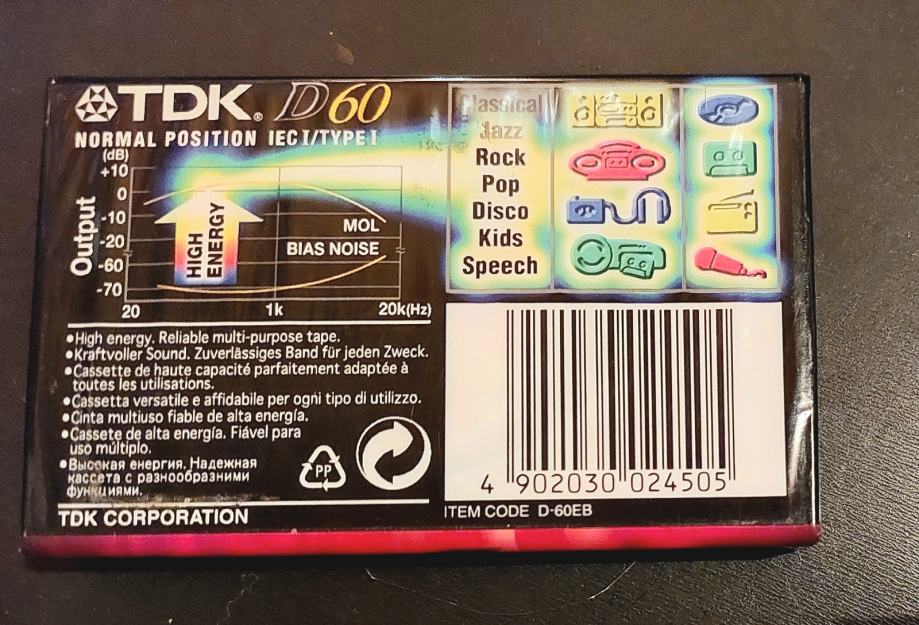 TDK® D60
NORMAL POSITION IEC I/TYPE I
(dB)
+10
0
-10
-20
-60
-70
Output
HIGH
ENERGY
MOL
BIAS NOISE
20 1k 20k(Hz)
Classical
Jazz
Rock
Pop
Disco
Kids
Speech
•High energy. Reliable multi-purpose tape.
•Kraftvoller Sound. Zuverlässiges Band für jeden Zweck.
•Cassette de haute capacité parfaitement adaptée à
toutes les utilisations.
•Cassetta versatile e affidabile per ogni tipo di utilizzo.
•Cinta multiuso fiable de alta energía.
•Cassete de alta energía. Fiável para
uso múltiplo.
•Высокая енергия. Надежная
кассета с разнообразними
функциями.
PP
TDK CORPORATION
4 902030 024505
ITEM CODE D-60EB